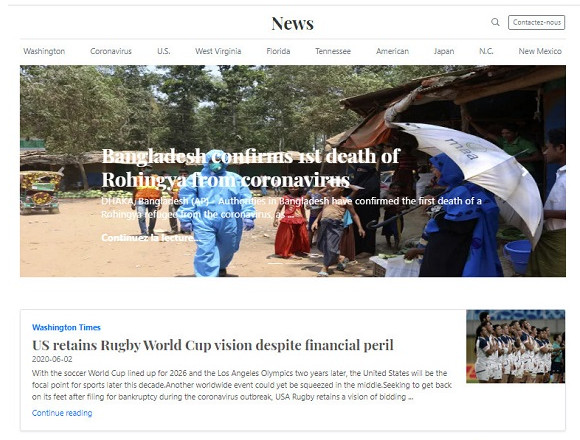 News
Contactez-nous
Washington Coronavirus U.S. West Virginia Florida Tennessee American Japan N.C. New Mexico
Bangladesh confirms 1st death of
Rohingya from coronavirus
DHAKA, Bangladesh (AP) - Authorities in Bangladesh have confirmed the first death of a
Rohingya refugee from the coronavirus, as ...
Continuez la lecture...
Washington Times
US retains Rugby World Cup vision despite financial peril
2020-06-02
With the soccer World Cup lined up for 2026 and the Los Angeles Olympics two years later, the United States will be the
focal point for sports later this decade.Another worldwide event could yet be squeezed in the middle.Seeking to get back
on its feet after filing for bankruptcy during the coronavirus outbreak, USA Rugby retains a vision of bidding ...
Continue reading